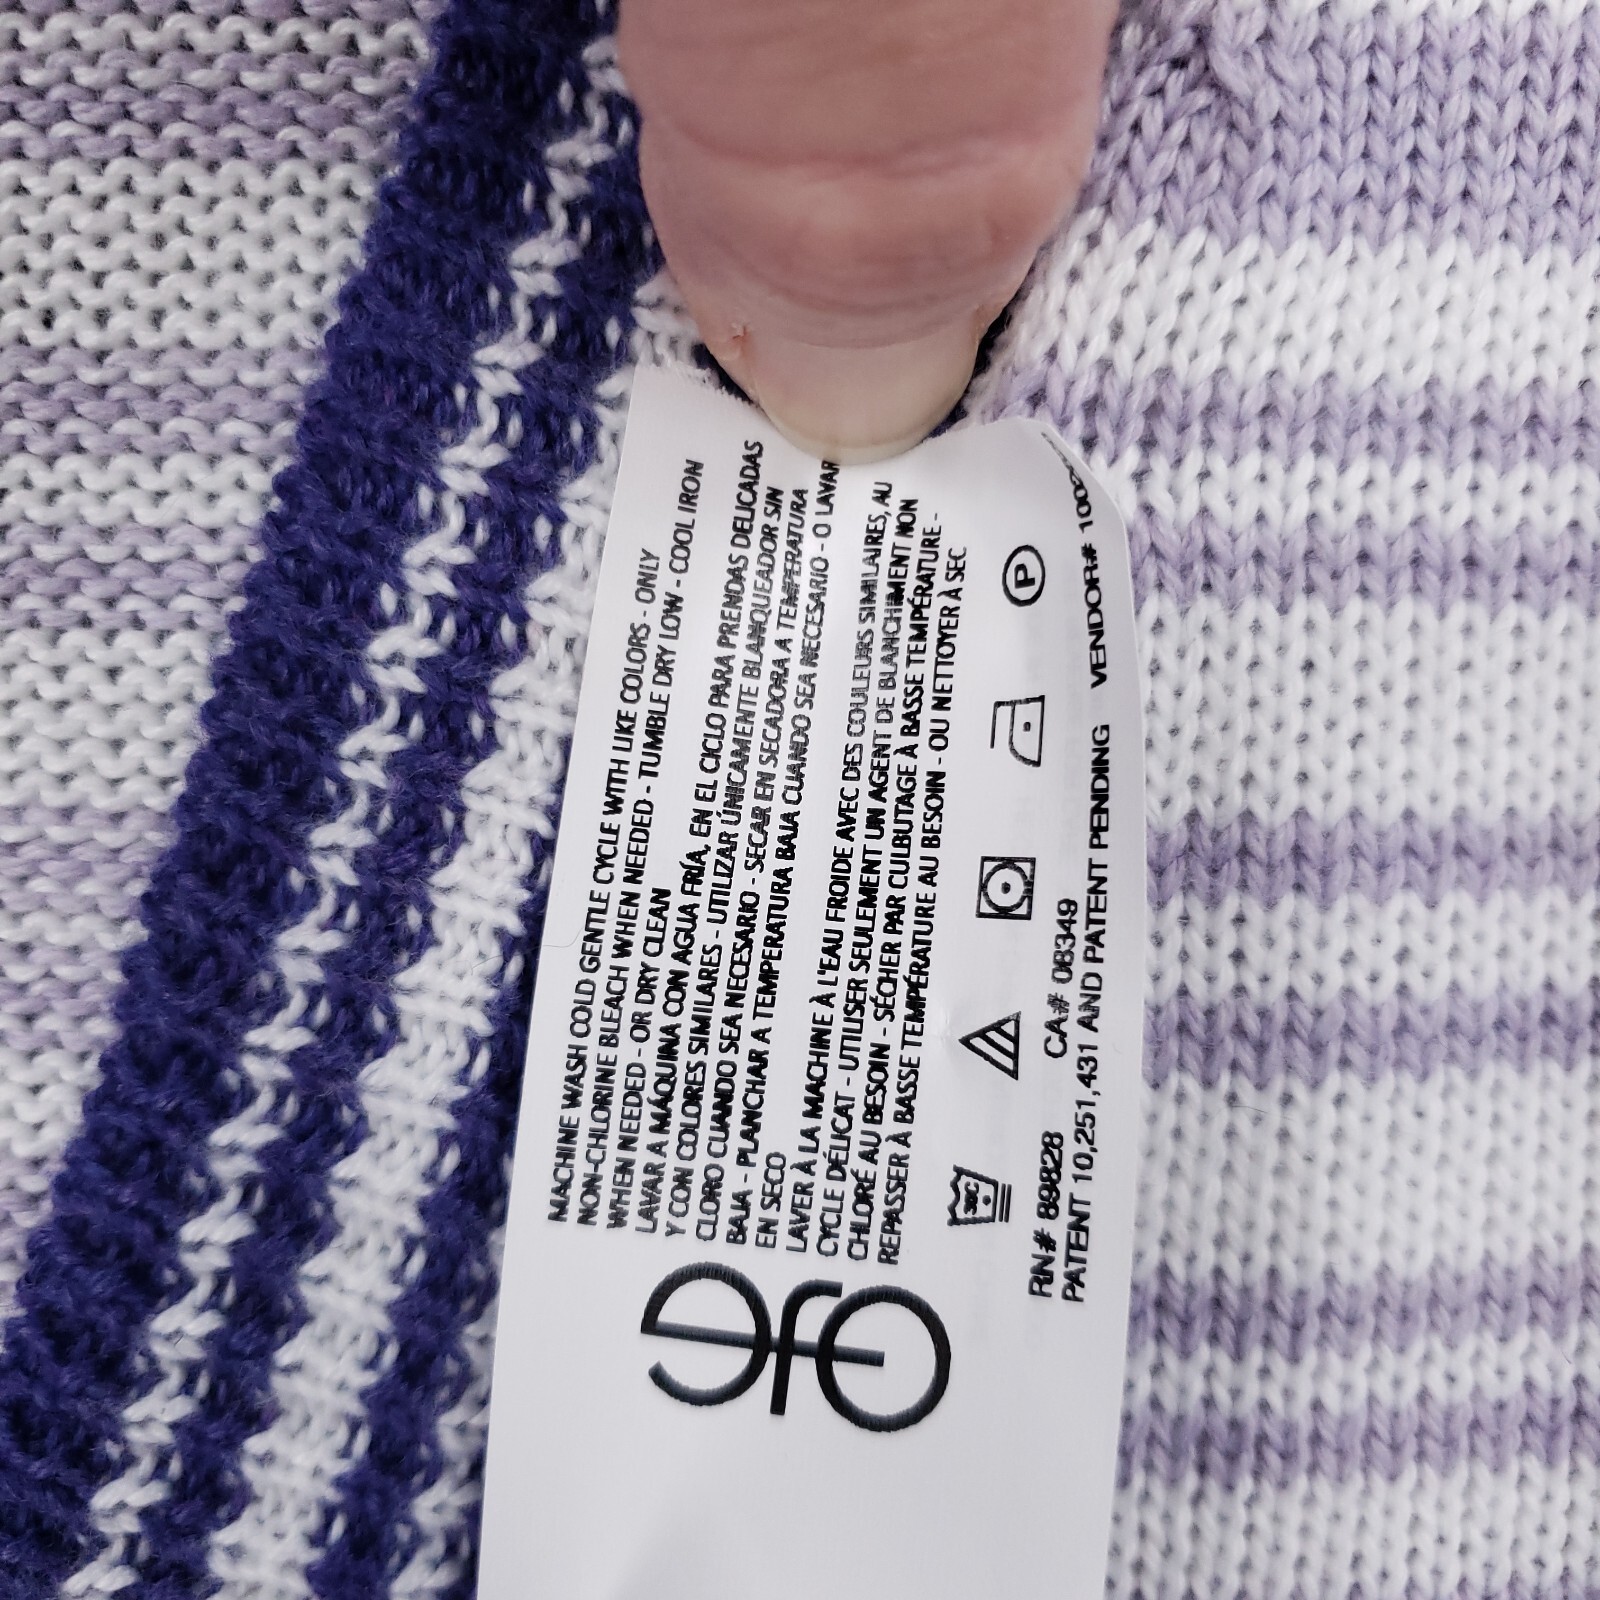 MACHINE WASH COLD GENTLE CYCLE WITH LIKE COLORS - ONLY
NON-CHLORINE BLEACH WHEN NEEDED - TUMBLE DRY LOW - COOL IRON
WHEN NEEDED - OR DRY CLEAN
LAVAR A MÁQUINA CON AGUA FRÍA, EN EL CICLO PARA PRENDAS DELICADAS
Y CON COLORES SIMILARES - UTILIZAR ÚNICAMENTE BLANQUEADOR SIN
CLORO CUANDO SEA NECESARIO - SECAR EN SECADORA A TEMPERATURA
BAJA - PLANCHAR A TEMPERATURA BAJA CUANDO SEA NECESARIO - O LAVAR
EN SECO
LAVER À LA MACHINE À L'EAU FROIDE AVEC DES COULEURS SIMILAIRES, AU
CYCLE DÉLICAT - UTILISER SEULEMENT UN AGENT DE BLANCHIMENT NON
CHLORÉ AU BESOIN - SÉCHER PAR CULBUTAGE À BASSE TEMPÉRATURE -
REPASSER À BASSE TEMPÉRATURE AU BESOIN - OU NETTOYER À SEC
30C
P
RN# 89828 CA# 08349
PATENT 10,251,431 AND PATENT PENDING VENDOR#